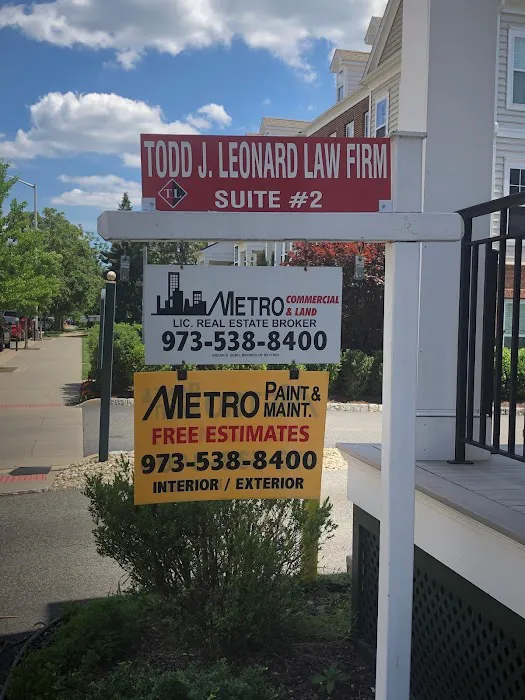 TODD J. LEONARD LAW FIRM
TL
SUITE #2
METRO COMMERCIAL
& LAND
LIC. REAL ESTATE BROKER
973-538-8400
METRO PAINT &
MAINT.
FREE ESTIMATES
973-538-8400
INTERIOR / EXTERIOR